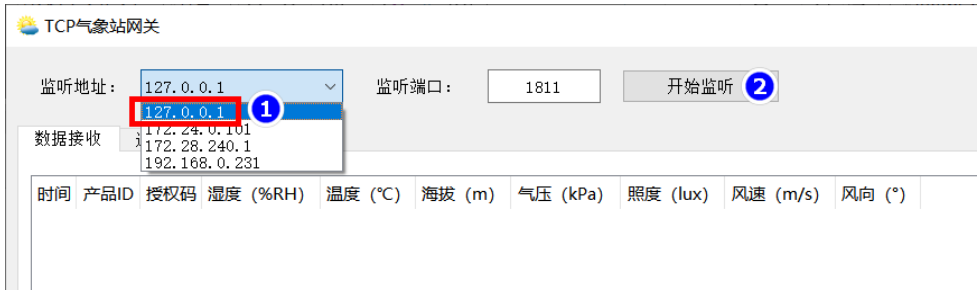 TCP气象站网关
监听地址： 127.0.0.1 监听端口： 1811 开始监听 2
127.0.0.1 1
172.24.0.101
172.28.240.1
192.168.0.231
数据接收
时间 产品ID 授权码 湿度（%RH） 温度（℃） 海拔（m） 气压（kPa） 照度（lux） 风速（m/s） 风向（°）